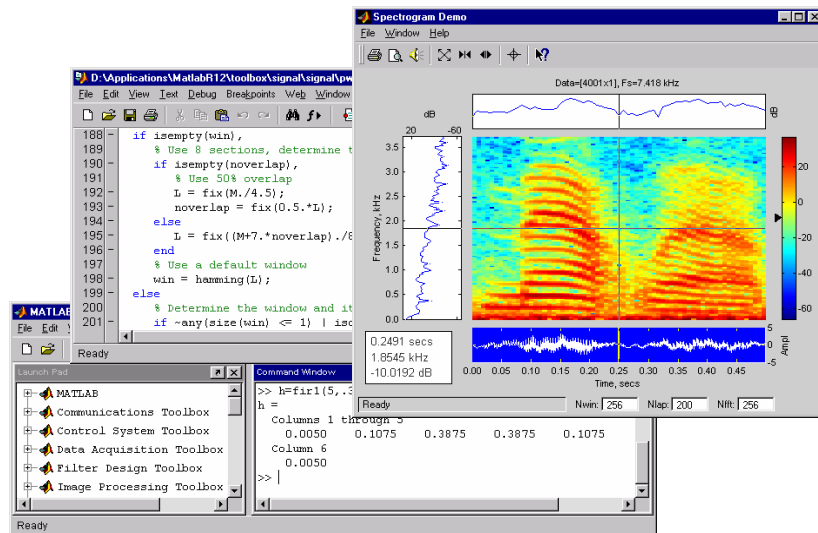 Spectrogram Demo
File Window Help
Data=[4001x1], Fs=7.418 kHz
dB
20 -60
dB
Frequency, kHz
3.5
3.0
2.5
2.0
1.5
1.0
0.5
0.0
20
0
-20
-40
-60
0.2491 secs
1.8545 kHz
-10.0192 dB
5
0
-5
Ampl
0.00 0.05 0.10 0.15 0.20 0.25 0.30 0.35 0.40 0.45
Time, secs
Ready Nwin: 256 Nlap: 200 Nfft: 256
D:\Applications\MatlabR12\toolbox\signal\signal\pw
File Edit View Text Debug Breakpoints Web Window
188 - if isempty(win),
189 % Use 8 sections, determine t
190 - if isempty(noverlap),
191 % Use 50% overlap
192 - L = fix(M./4.5);
193 - noverlap = fix(0.5.*L);
194 - else
195 - L = fix((M+7.*noverlap)./8
196 - end
197 % Use a default window
198 - win = hamming(L);
199 - else
200 % Determine the window and it
201 - if ~any(size(win) <= 1) | isc
Ready
MATLAB
File Edit
Launch Pad
MATLAB
Communications Toolbox
Control System Toolbox
Data Acquisition Toolbox
Filter Design Toolbox
Image Processing Toolbox
Command Window
>> h=fir1(5,.3
h =
Columns 1 through 5
0.0050 0.1075 0.3875 0.3875 0.1075
Column 6
0.0050
>>
Ready